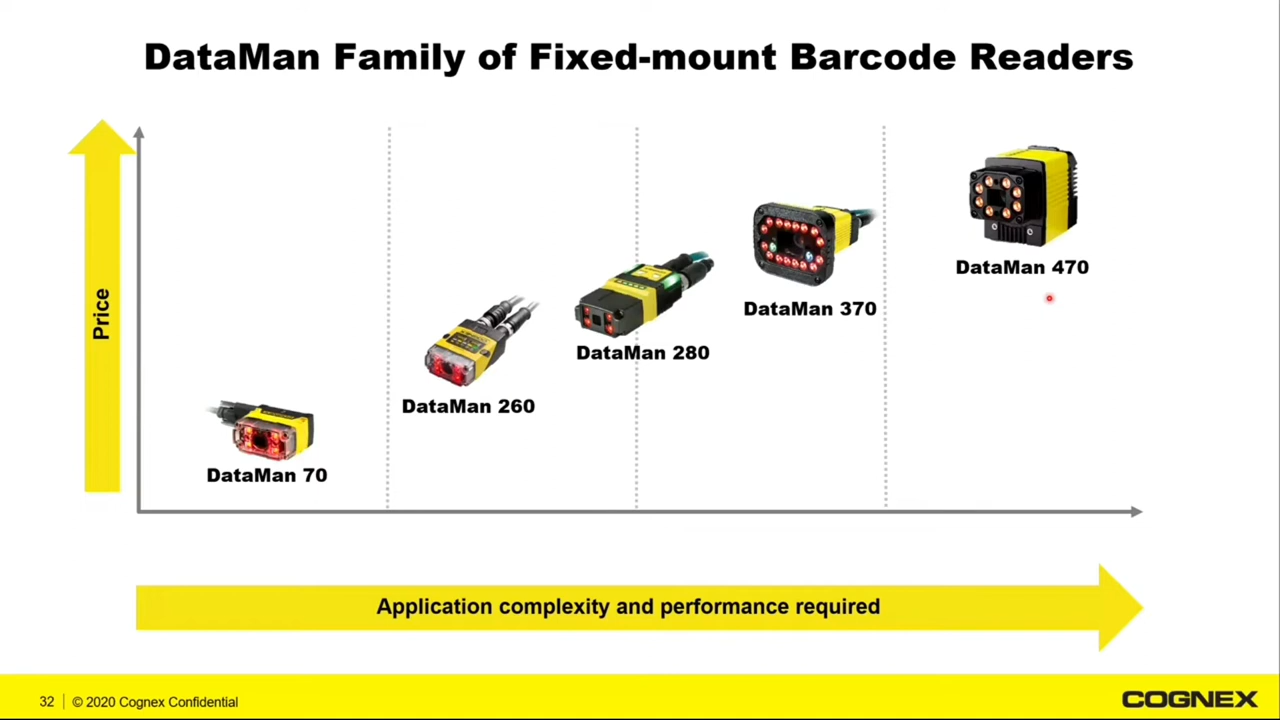 DataMan Family of Fixed-mount Barcode Readers
Price
DataMan 470
DataMan 370
DataMan 280
DataMan 260
DataMan 70
Application complexity and performance required
32 © 2020 Cognex Confidential
COGNEX